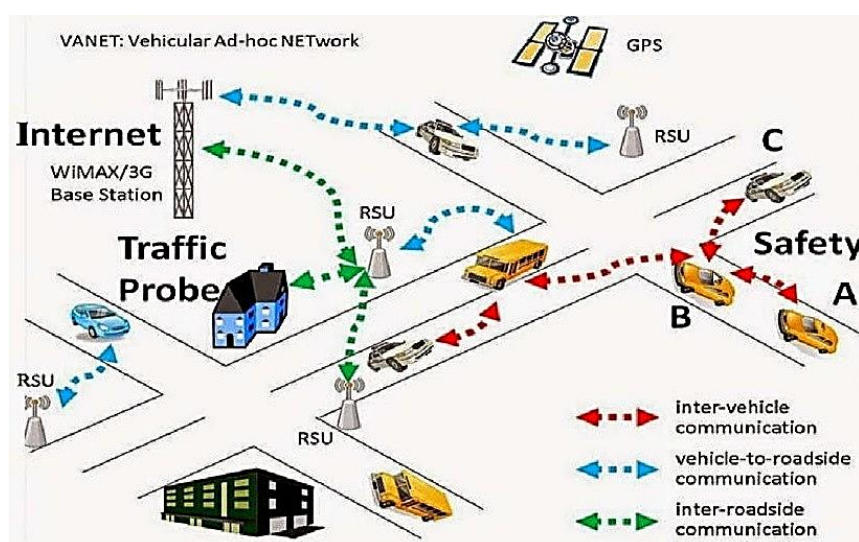 VANET: Vehicular Ad-hoc NETwork
GPS
Internet
WiMAX/3G
Base Station
RSU
C
RSU
Traffic
Probe
Safety
A
B
RSU
RSU
inter-vehicle
communication
vehicle-to-roadside
communication
inter-roadside
communication